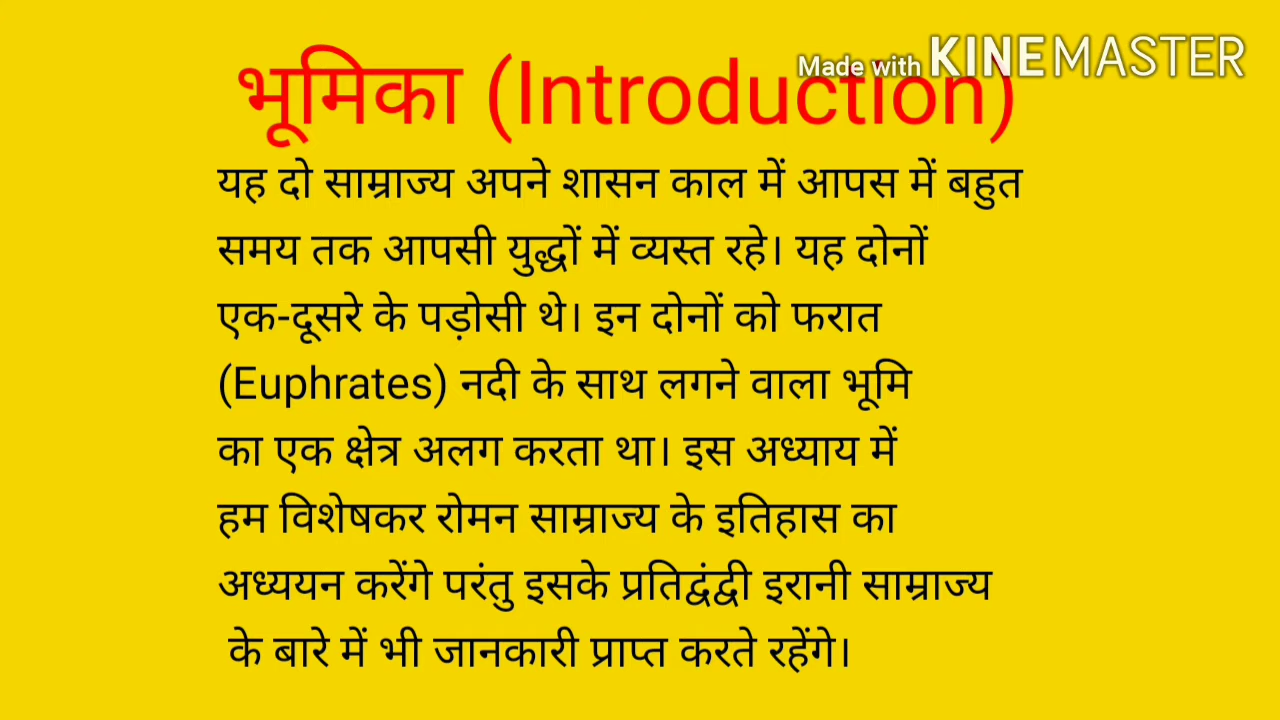 Made with KINEMASTER
भूमिका (Introduction)
यह दो साम्राज्य अपने शासन काल में आपस में बहुत
समय तक आपसी युद्धों में व्यस्त रहे। यह दोनों
एक-दूसरे के पड़ोसी थे। इन दोनों को फरात
(Euphrates) नदी के साथ लगने वाला भूमि
का एक क्षेत्र अलग करता था। इस अध्याय में
हम विशेषकर रोमन साम्राज्य के इतिहास का
अध्ययन करेंगे परंतु इसके प्रतिद्वंद्वी इरानी साम्राज्य
के बारे में भी जानकारी प्राप्त करते रहेंगे।